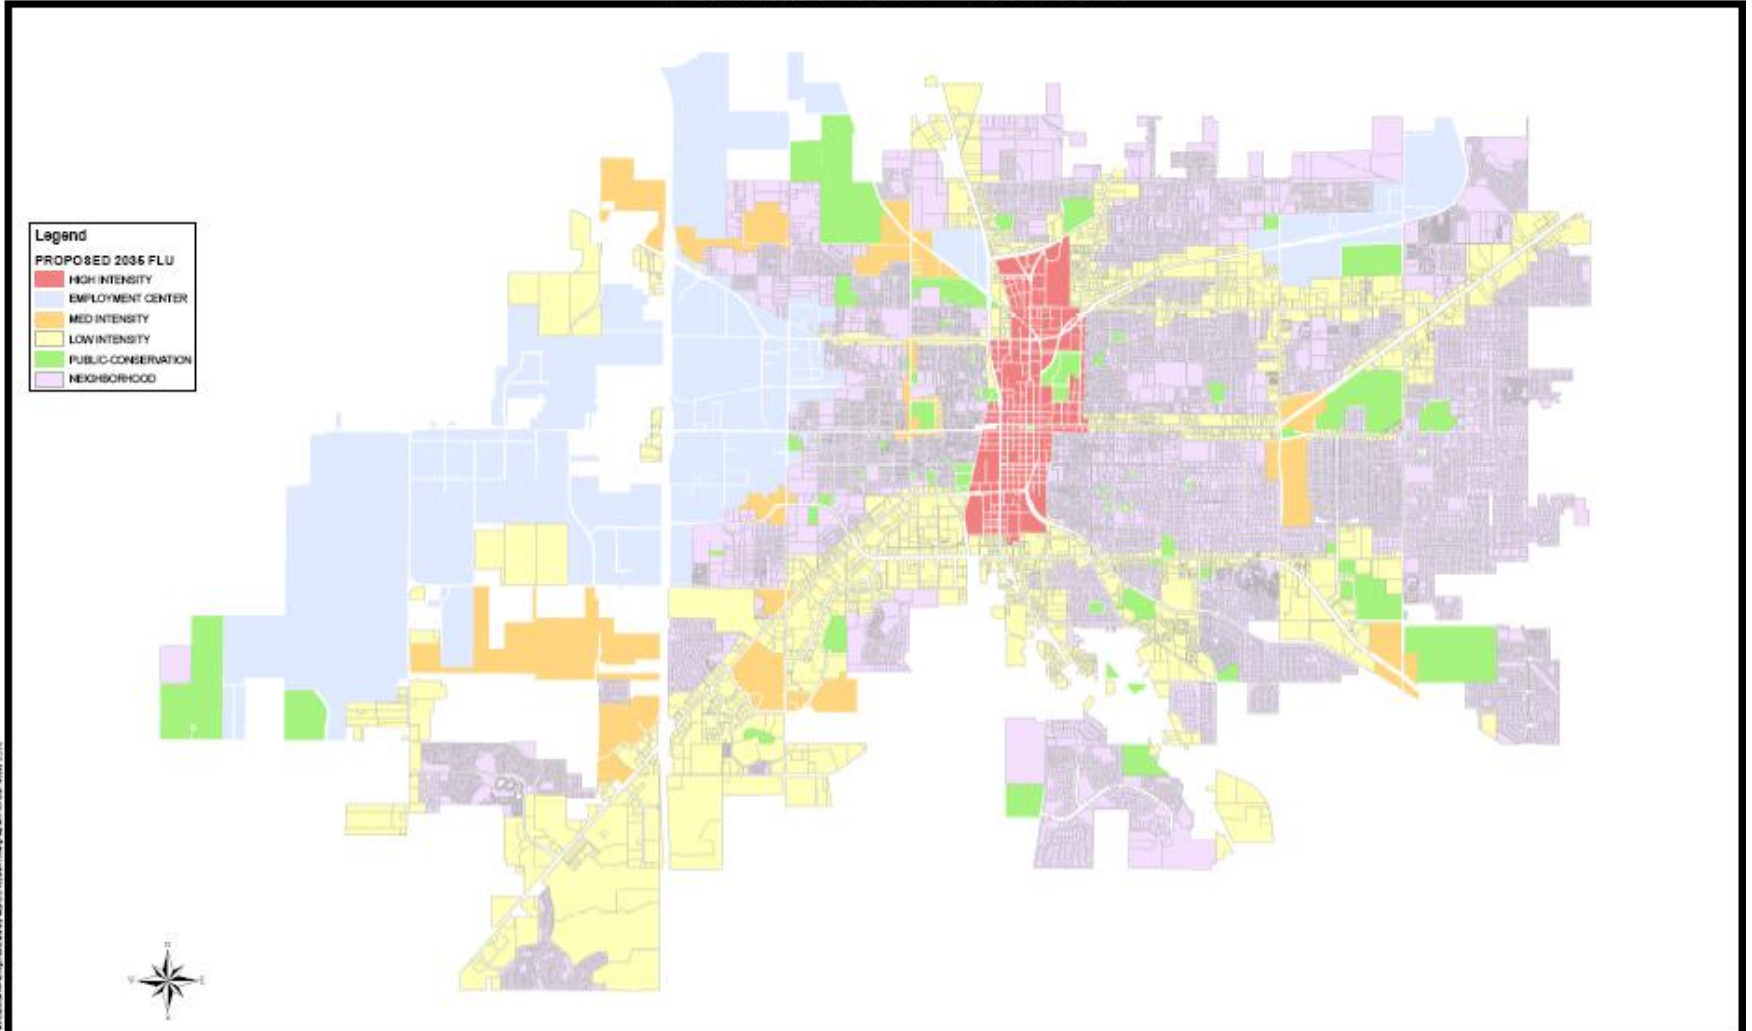 Legend
PROPOSED 2035 FLU
HIGH INTENSITY
EMPLOYMENT CENTER
MED INTENSITY
LOW INTENSITY
PUBLIC-CONSERVATION
NEIGHBORHOOD
N
E